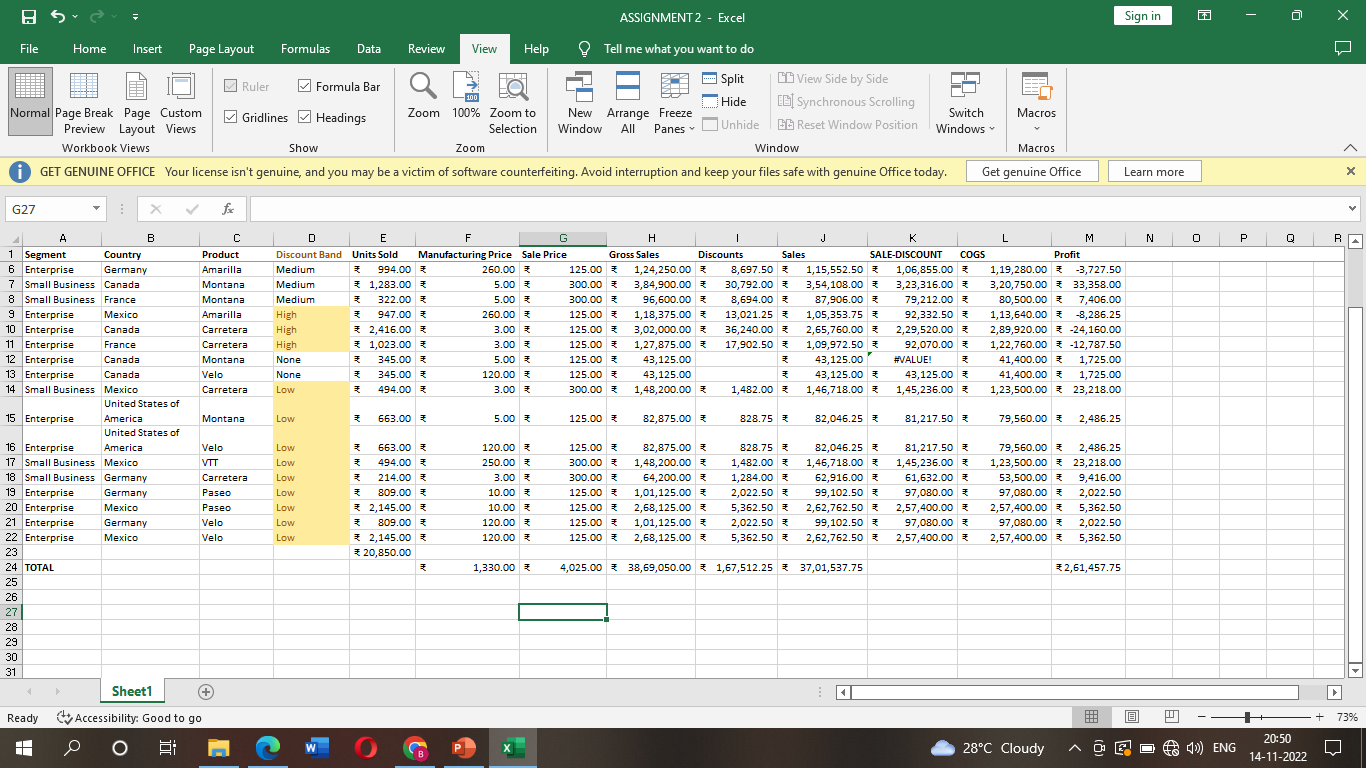 ASSIGNMENT 2 - Excel
Sign in
File Home Insert Page Layout Formulas Data Review View Help Tell me what you want to do
Normal Page Break Preview Page Layout Custom Views
Workbook Views
Ruler Formula Bar
Gridlines Headings
Show
Zoom 100% Zoom to Selection
100
Zoom
New Window Arrange All Freeze Panes
Split
Hide
Unhide
View Side by Side
Synchronous Scrolling
Reset Window Position
Switch Windows
Window
Macros
Macros
GET GENUINE OFFICE Your license isn't genuine, and you may be a victim of software counterfeiting. Avoid interruption and keep your files safe with genuine Office today. Get genuine Office Learn more
G27 fx
A B C D E F G H I J K L M N O P Q R
1 Segment Country Product Discount Band Units Sold Manufacturing Price Sale Price Gross Sales Discounts Sales SALE-DISCOUNT COGS Profit
6 Enterprise Germany Amarilla Medium ₹ 994.00 ₹ 260.00 ₹ 125.00 ₹ 1,24,250.00 ₹ 8,697.50 ₹ 1,15,552.50 ₹ 1,06,855.00 ₹ 1,19,280.00 ₹ -3,727.50
7 Small Business Canada Montana Medium ₹ 1,283.00 ₹ 5.00 ₹ 300.00 ₹ 3,84,900.00 ₹ 30,792.00 ₹ 3,54,108.00 ₹ 3,23,316.00 ₹ 3,20,750.00 ₹ 33,358.00
8 Small Business France Montana Medium ₹ 322.00 ₹ 5.00 ₹ 300.00 ₹ 96,600.00 ₹ 8,694.00 ₹ 87,906.00 ₹ 79,212.00 ₹ 80,500.00 ₹ 7,406.00
9 Enterprise Mexico Amarilla High ₹ 947.00 ₹ 260.00 ₹ 125.00 ₹ 1,18,375.00 ₹ 13,021.25 ₹ 1,05,353.75 ₹ 92,332.50 ₹ 1,13,640.00 ₹ -8,286.25
10 Enterprise Canada Carretera High ₹ 2,416.00 ₹ 3.00 ₹ 125.00 ₹ 3,02,000.00 ₹ 36,240.00 ₹ 2,65,760.00 ₹ 2,29,520.00 ₹ 2,89,920.00 ₹ -24,160.00
11 Enterprise France Carretera High ₹ 1,023.00 ₹ 3.00 ₹ 125.00 ₹ 1,27,875.00 ₹ 17,902.50 ₹ 1,09,972.50 ₹ 92,070.00 ₹ 1,22,760.00 ₹ -12,787.50
12 Enterprise Canada Montana None ₹ 345.00 ₹ 5.00 ₹ 125.00 ₹ 43,125.00 ₹ 43,125.00 #VALUE! ₹ 41,400.00 ₹ 1,725.00
13 Enterprise Canada Velo None ₹ 345.00 ₹ 120.00 ₹ 125.00 ₹ 43,125.00 ₹ 43,125.00 ₹ 43,125.00 ₹ 41,400.00 ₹ 1,725.00
14 Small Business Mexico Carretera Low ₹ 494.00 ₹ 3.00 ₹ 300.00 ₹ 1,48,200.00 ₹ 1,482.00 ₹ 1,46,718.00 ₹ 1,45,236.00 ₹ 1,23,500.00 ₹ 23,218.00
United States of
15 Enterprise America Montana Low ₹ 663.00 ₹ 5.00 ₹ 125.00 ₹ 82,875.00 ₹ 828.75 ₹ 82,046.25 ₹ 81,217.50 ₹ 79,560.00 ₹ 2,486.25
United States of
16 Enterprise America Velo Low ₹ 663.00 ₹ 120.00 ₹ 125.00 ₹ 82,875.00 ₹ 828.75 ₹ 82,046.25 ₹ 81,217.50 ₹ 79,560.00 ₹ 2,486.25
17 Small Business Mexico VTT Low ₹ 494.00 ₹ 250.00 ₹ 300.00 ₹ 1,48,200.00 ₹ 1,482.00 ₹ 1,46,718.00 ₹ 1,45,236.00 ₹ 1,23,500.00 ₹ 23,218.00
18 Small Business Germany Carretera Low ₹ 214.00 ₹ 3.00 ₹ 300.00 ₹ 64,200.00 ₹ 1,284.00 ₹ 62,916.00 ₹ 61,632.00 ₹ 53,500.00 ₹ 9,416.00
19 Enterprise Germany Paseo Low ₹ 809.00 ₹ 10.00 ₹ 125.00 ₹ 1,01,125.00 ₹ 2,022.50 ₹ 99,102.50 ₹ 97,080.00 ₹ 97,080.00 ₹ 2,022.50
20 Enterprise Mexico Paseo Low ₹ 2,145.00 ₹ 10.00 ₹ 125.00 ₹ 2,68,125.00 ₹ 5,362.50 ₹ 2,62,762.50 ₹ 2,57,400.00 ₹ 2,57,400.00 ₹ 5,362.50
21 Enterprise Germany Velo Low ₹ 809.00 ₹ 120.00 ₹ 125.00 ₹ 1,01,125.00 ₹ 2,022.50 ₹ 99,102.50 ₹ 97,080.00 ₹ 97,080.00 ₹ 2,022.50
22 Enterprise Mexico Velo Low ₹ 2,145.00 ₹ 120.00 ₹ 125.00 ₹ 2,68,125.00 ₹ 5,362.50 ₹ 2,62,762.50 ₹ 2,57,400.00 ₹ 2,57,400.00 ₹ 5,362.50
23 ₹ 20,850.00
24 TOTAL ₹ 1,330.00 ₹ 4,025.00 ₹ 38,69,050.00 ₹ 1,67,512.25 ₹ 37,01,537.75 ₹ 2,61,457.75
25
26
27
28
29
30
31
Sheet1
Ready Accessibility: Good to go 73%
28°C Cloudy ENG 20:50
14-11-2022